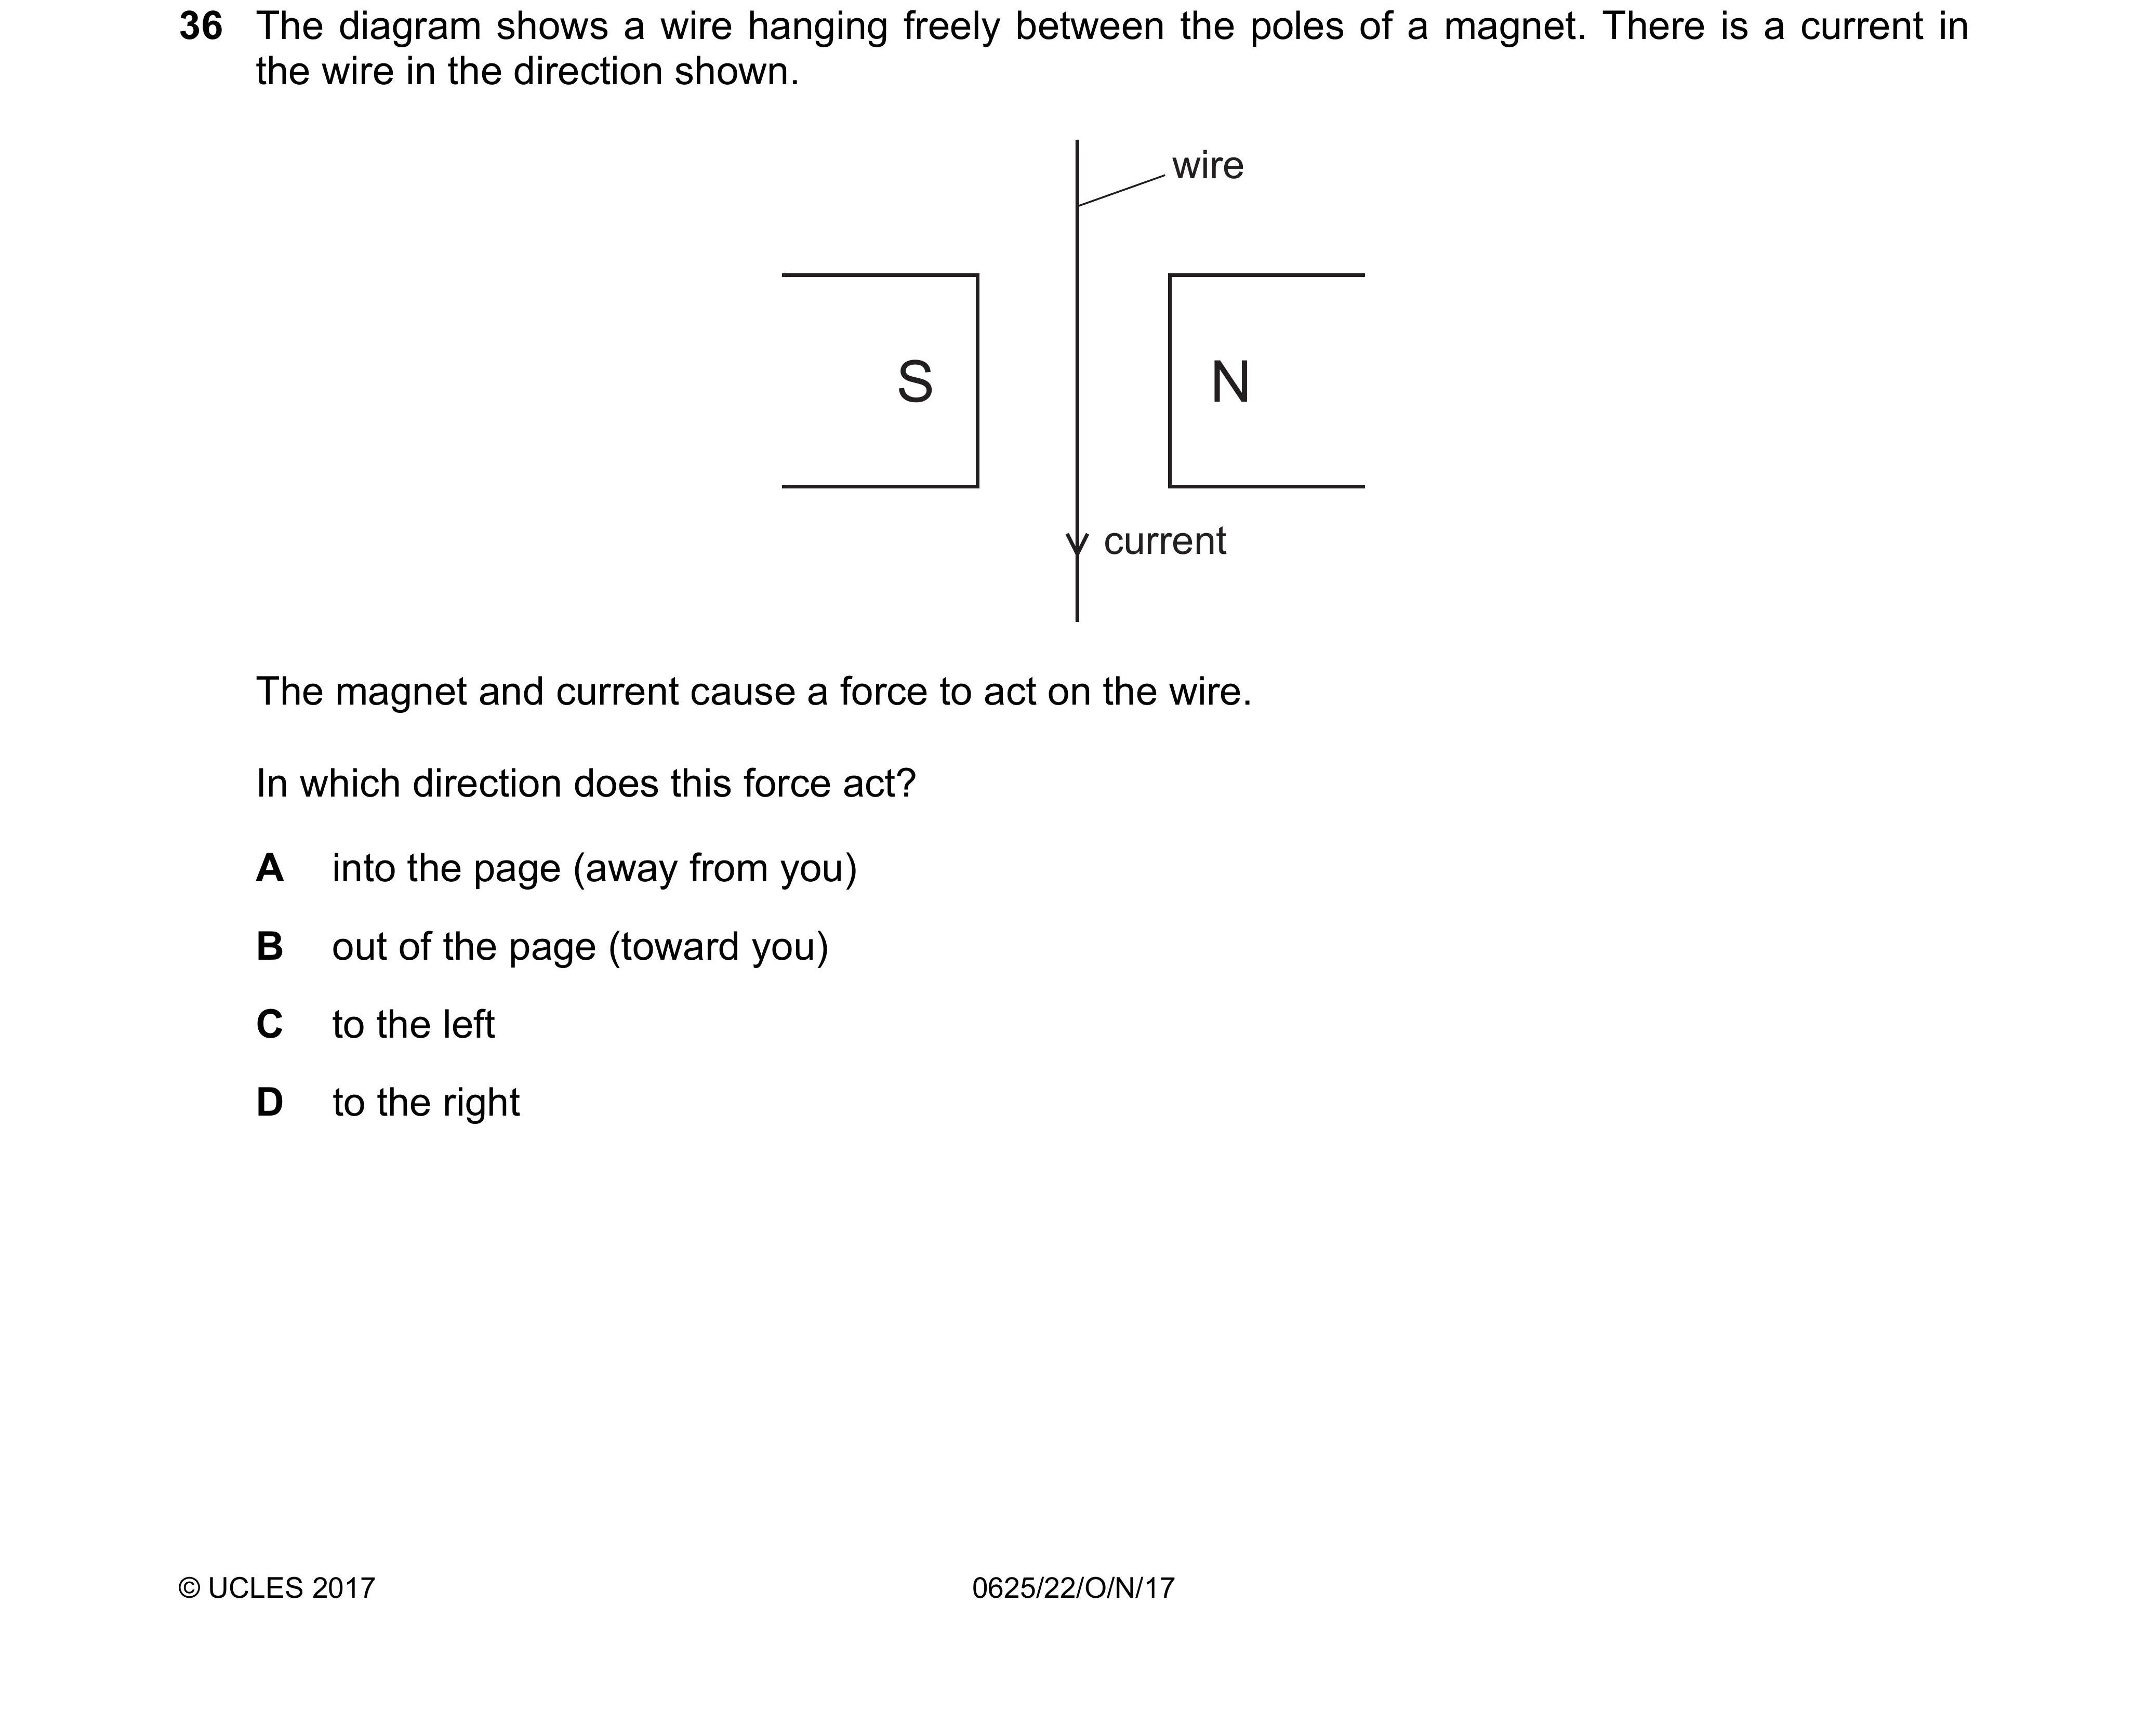 36 The diagram shows a wire hanging freely between the poles of a magnet. There is a current in
the wire in the direction shown.
wire
S N
current
The magnet and current cause a force to act on the wire.
In which direction does this force act?
A into the page (away from you)
B out of the page (toward you)
C to the left
D to the right
© UCLES 2017 0625/22/O/N/17